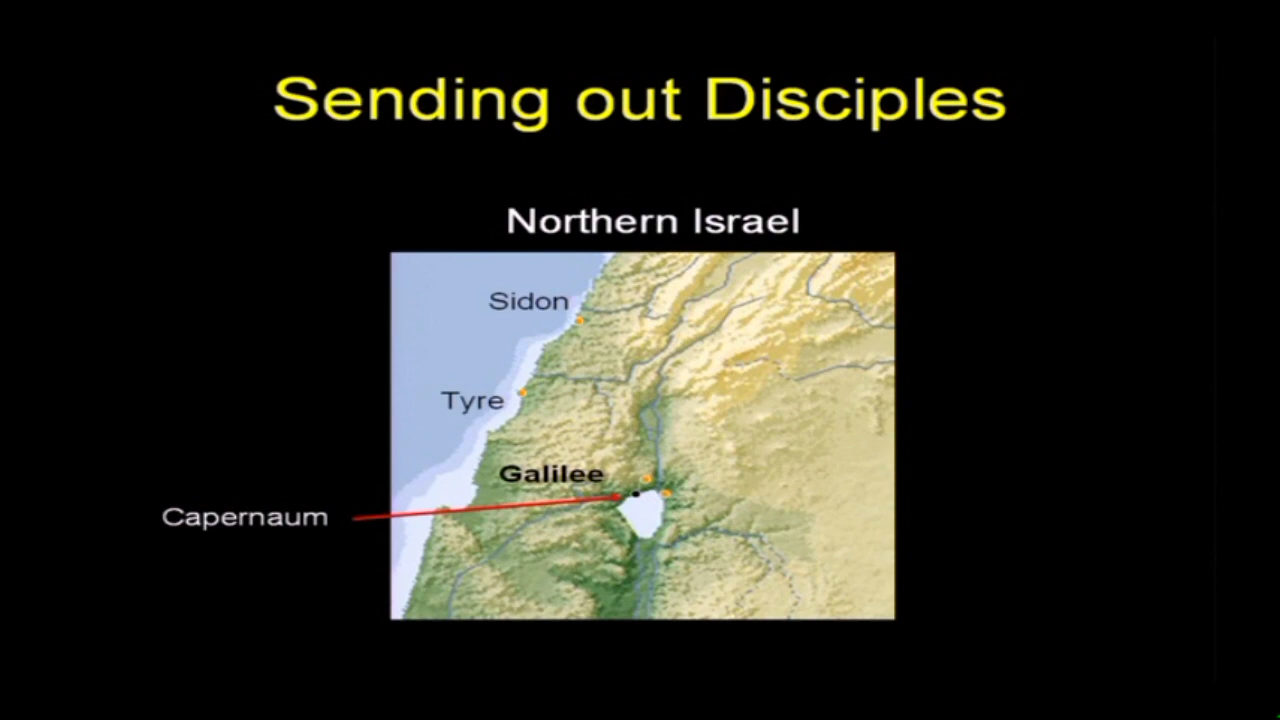 Sending out Disciples
Northern Israel
Sidon
Tyre
Galilee
Capernaum